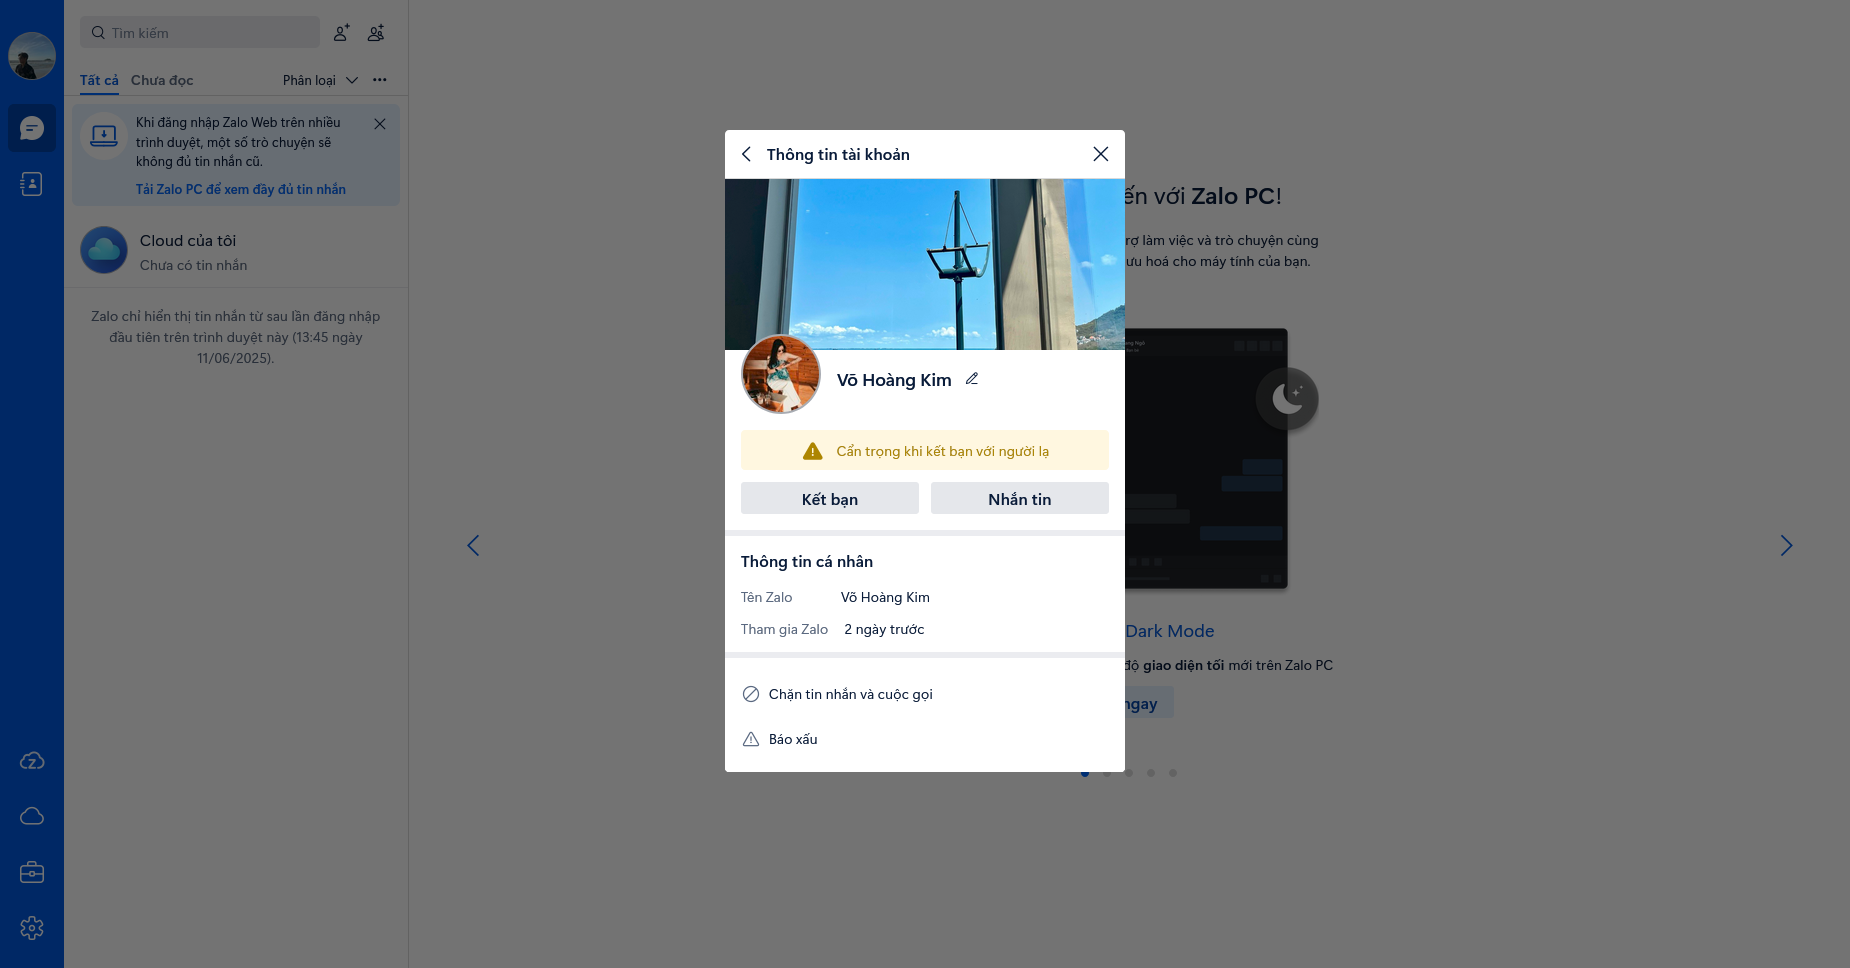 Tìm kiếm
Tất cả
Chưa đọc
Phân loại
Khi đăng nhập Zalo Web trên nhiều
trình duyệt, một số trò chuyện sẽ
không đủ tin nhắn cũ.
Tải Zalo PC để xem đầy đủ tin nhắn
Cloud của tôi
Chưa có tin nhắn
Zalo chỉ hiển thị tin nhắn từ sau lần đăng nhập
đầu tiên trên trình duyệt này (13:45 ngày
11/06/2025).
Thông tin tài khoản
Võ Hoàng Kim
Cẩn trọng khi kết bạn với người lạ
Kết bạn
Nhắn tin
Thông tin cá nhân
Tên Zalo
Võ Hoàng Kim
Tham gia Zalo
2 ngày trước
Chặn tin nhắn và cuộc gọi
Báo xấu
ến với Zalo PC!
rợ làm việc và trò chuyện cùng
ưu hoá cho máy tính của bạn.
Dark Mode
độ giao diện tối mới trên Zalo PC
ngay